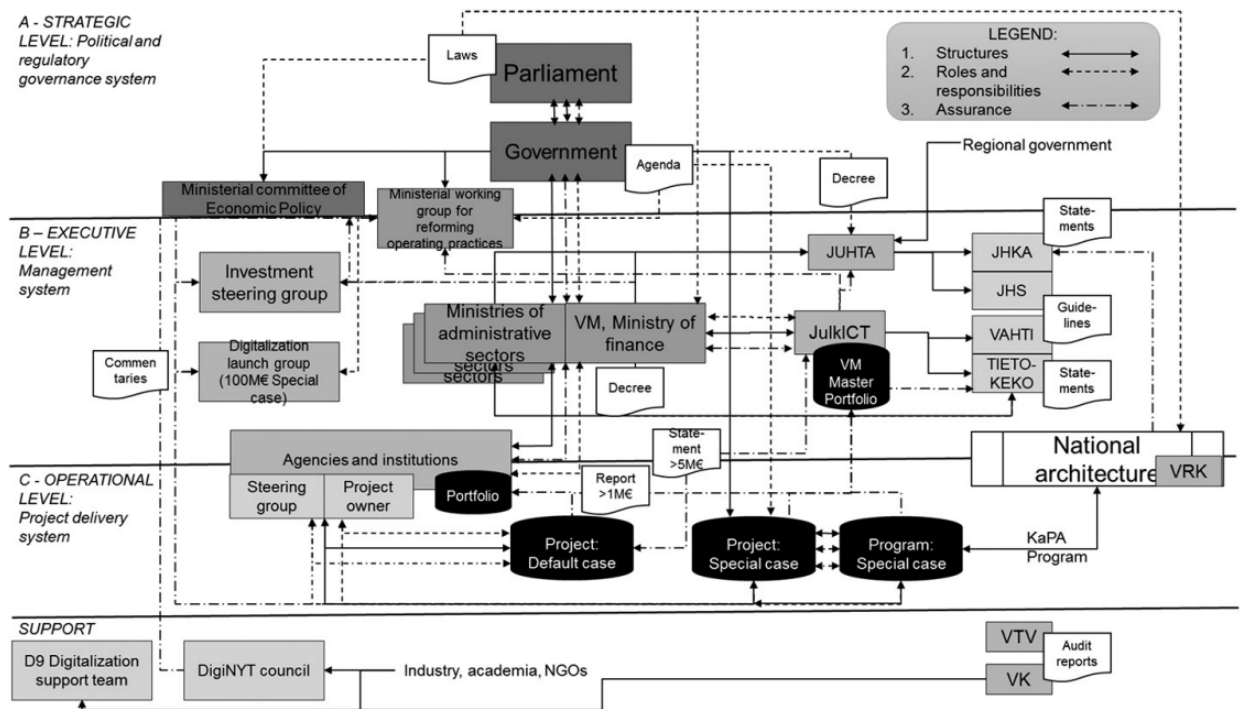 A - STRATEGIC
LEVEL: Political and
regulatory
governance system
Laws
Parliament
LEGEND:
1. Structures
2. Roles and
responsibilities
3. Assurance
Government
Agenda
Decree
Regional government
Ministerial committee of
Economic Policy
Ministerial working
group for
reforming
operating practices
B – EXECUTIVE
LEVEL:
Management
system
Investment
steering group
JUHTA
State-
ments
JHKA
JHS
Ministries of
administrative
sectors
sectors
sectors
VM, Ministry of
finance
JulkICT
Guide-
lines
VAHTI
TIETO-
KEKO
State-
ments
Commen
taries
Digitalization
launch group
(100M€ Special
case)
Decree
VM
Master
Portfolio
Agencies and institutions
State-
ment
>5M€
National
architecture
VRK
C - OPERATIONAL
LEVEL:
Project delivery
system
Steering
group
Project
owner
Portfolio
Report
>1M€
Project:
Default case
Project:
Special case
Program:
Special case
KaPA
Program
SUPPORT
D9 Digitalization
support team
DigiNYT council
Industry, academia, NGOs
VTV
VK
Audit
reports